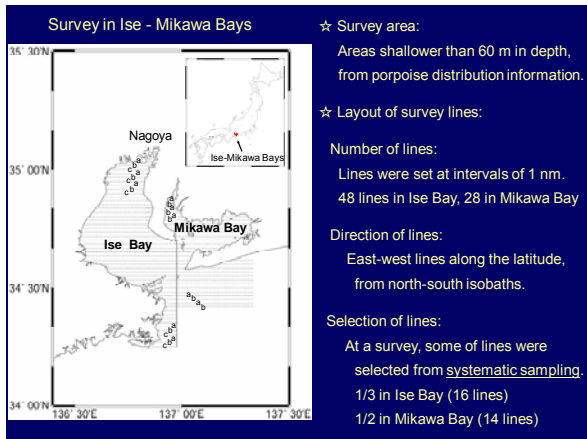 Survey in Ise - Mikawa Bays
35 30'N
35 00'N
34 30'N
34 00'N
136 30'E
137 00'E
137 30'E
Nagoya
Ise-Mikawa Bays
a
b
c
a
b
c
a
b
c
a
b
a
b
a
b
Mikawa Bay
Ise Bay
a
b
a
b
a
b
c
a
b
c
☆ Survey area:
Areas shallower than 60 m in depth,
from porpoise distribution information.
☆ Layout of survey lines:
Number of lines:
Lines were set at intervals of 1 nm.
48 lines in Ise Bay, 28 in Mikawa Bay
Direction of lines:
East-west lines along the latitude,
from north-south isobaths.
Selection of lines:
At a survey, some of lines were
selected from systematic sampling.
1/3 in Ise Bay (16 lines)
1/2 in Mikawa Bay (14 lines)